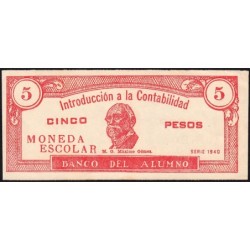 5 Introducción a la Contabilidad 5
CINCO PESOS
MONEDA
ESCOLAR
SERIE 1940
BANCO DEL ALUMNO